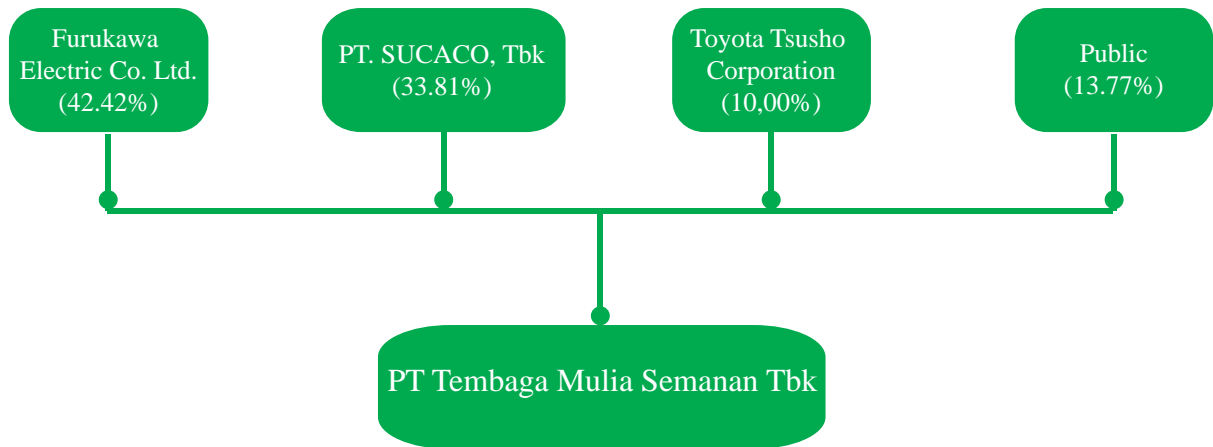 Furukawa
Electric Co. Ltd.
(42.42%)
PT. SUCACO, Tbk
(33.81%)
Toyota Tsusho
Corporation
(10,00%)
Public
(13.77%)
PT Tembaga Mulia Semanan Tbk